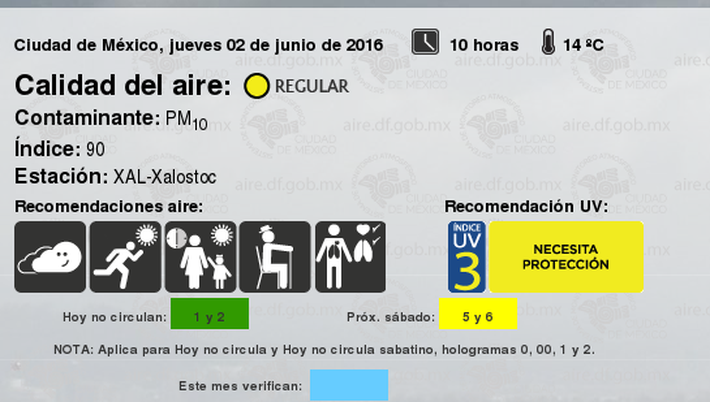 Ciudad de México, jueves 02 de junio de 2016 10 horas 14 ºC
Calidad del aire: REGULAR
Contaminante: PM10
Índice: 90
Estación: XAL-Xalostoc
Recomendaciones aire: Recomendación UV:
ÍNDICE
UV
3
NECESITA
PROTECCIÓN
Hoy no circulan: 1 y 2 Próx. sábado: 5 y 6
NOTA: Aplica para Hoy no circula y Hoy no circula sabatino, hologramas 0, 00, 1 y 2.
Este mes verifican:
aire.df.gob.mx
CIUDAD
DE MÉXICO